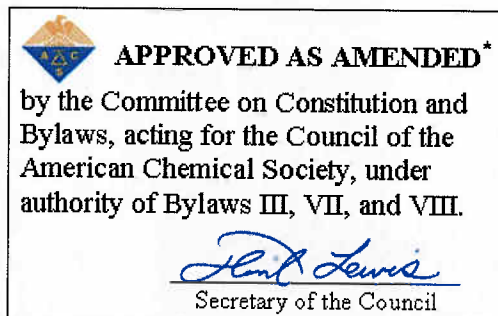 APPROVED AS AMENDED*
by the Committee on Constitution and
Bylaws, acting for the Council of the
American Chemical Society, under
authority of Bylaws III, VII, and VIII.
Lewis
Secretary of the Council